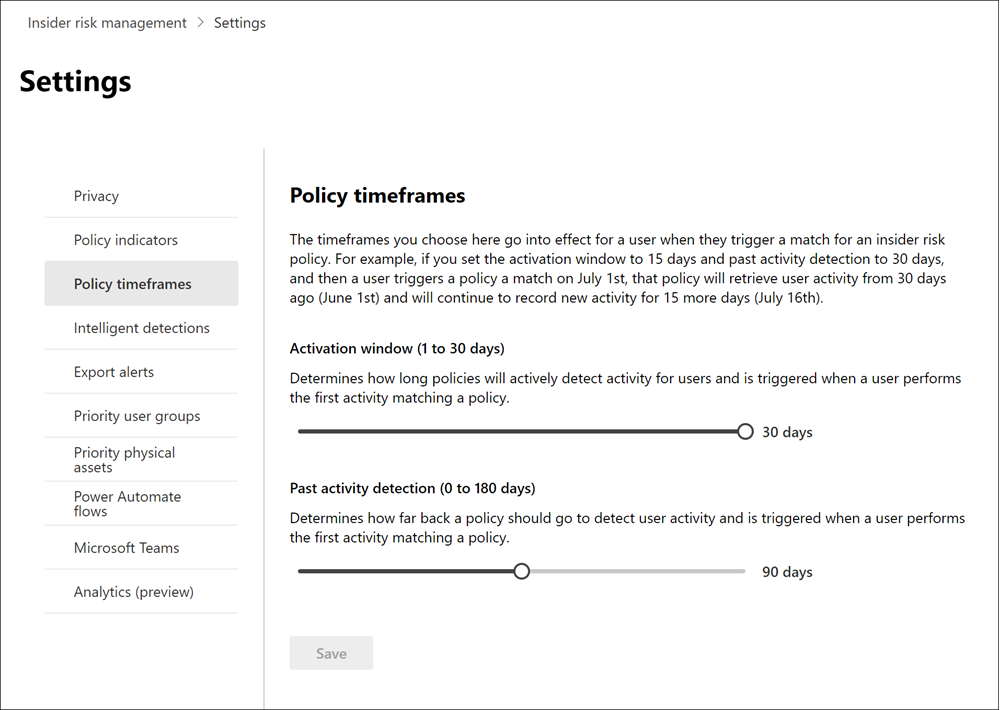 Insider risk management > Settings
Settings
Privacy
Policy indicators
Policy timeframes
Intelligent detections
Export alerts
Priority user groups
Priority physical
assets
Power Automate
flows
Microsoft Teams
Analytics (preview)
Policy timeframes
The timeframes you choose here go into effect for a user when they trigger a match for an insider risk
policy. For example, if you set the activation window to 15 days and past activity detection to 30 days,
and then a user triggers a policy a match on July 1st, that policy will retrieve user activity from 30 days
ago (June 1st) and will continue to record new activity for 15 more days (July 16th).
Activation window (1 to 30 days)
Determines how long policies will actively detect activity for users and is triggered when a user performs
the first activity matching a policy.
30 days
Past activity detection (0 to 180 days)
Determines how far back a policy should go to detect user activity and is triggered when a user performs
the first activity matching a policy.
90 days
Save